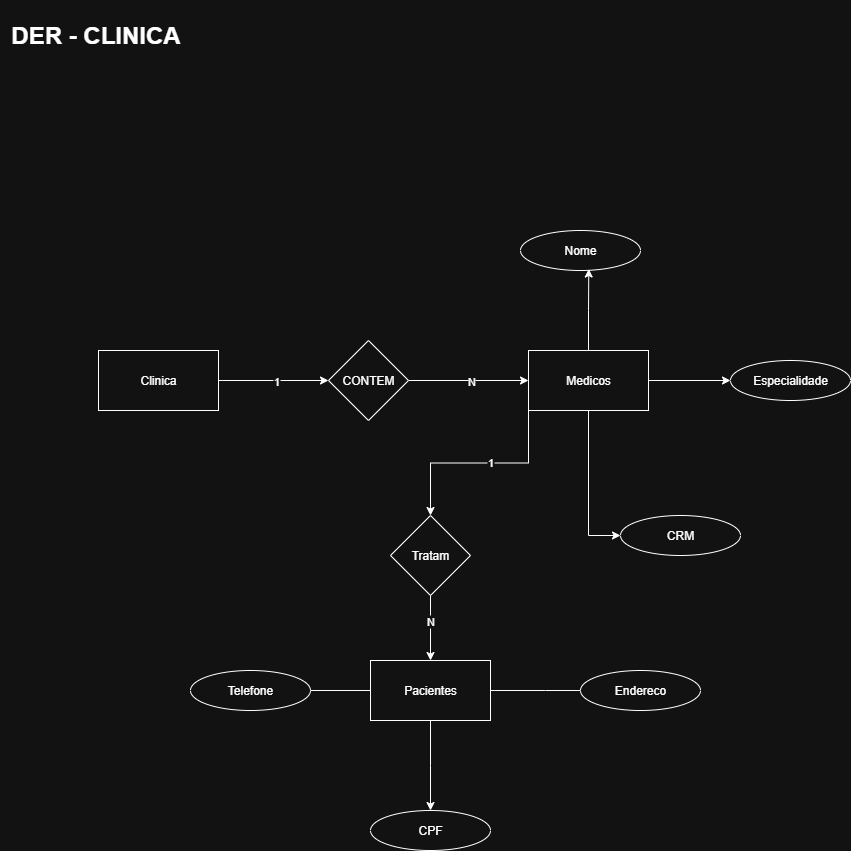 DER - CLINICA
Nome
Clinica
1
CONTEM
N
Medicos
Especialidade
1
CRM
Tratam
N
Telefone
Pacientes
Endereco
CPF